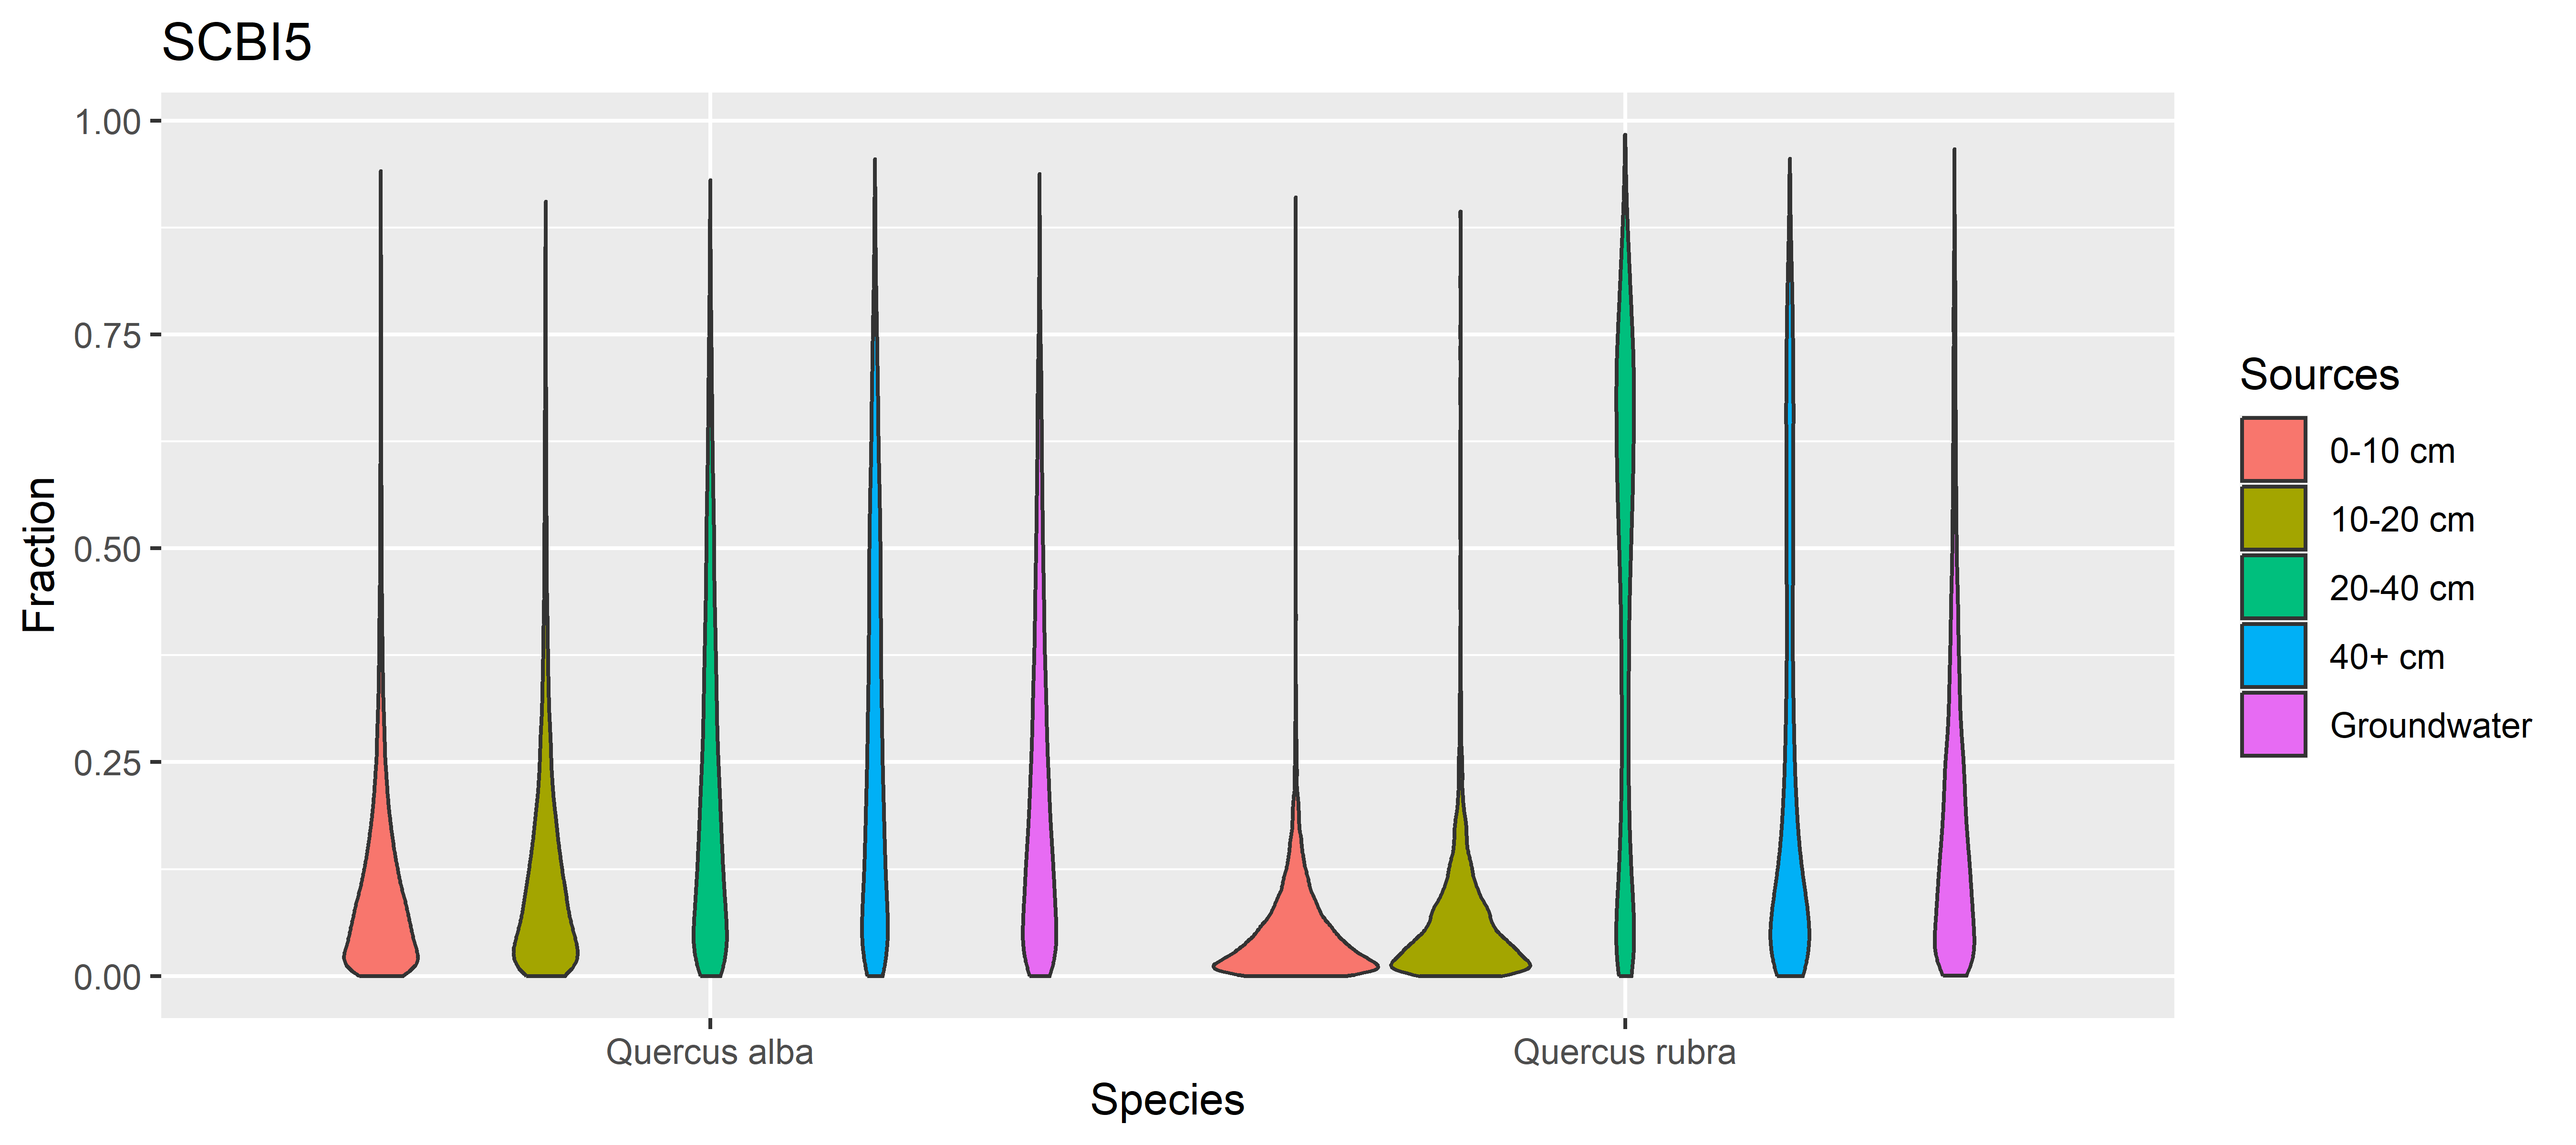 SCBI5
1.00
0.75
0.50
0.25
0.00
Fraction
Quercus alba
Quercus rubra
Species
Sources
0-10 cm
10-20 cm
20-40 cm
40+ cm
Groundwater